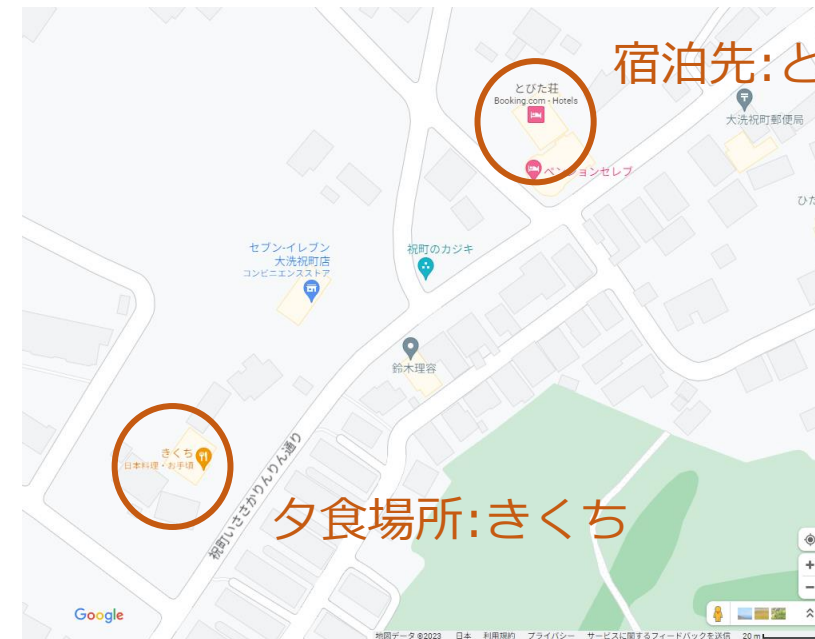 宿泊先:と
とびた荘
Booking.com - Hotels
大洗祝町郵便局
ペンションセレブ
ひた
セブン-イレブン
大洗祝町店
コンビニエンスストア
祝町のカジキ
鈴木理容
きくち
日本料理・お手頃
祝町いささかりんりん通り
夕食場所:きくち
Google
地図データ ©2023 日本 利用規約 プライバシー サービスに関するフィードバックを送信 20 m